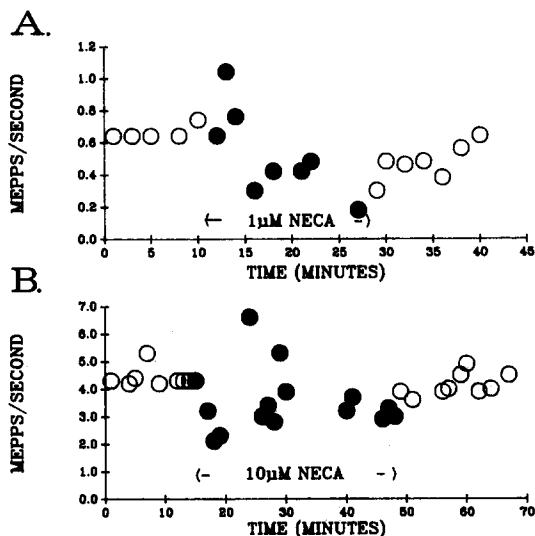 A.
MEPPS/SECOND
1.2
1.0
0.8
0.6
0.4
0.2
0.0
← 1µM NECA -→
0 5 10 15 20 25 30 35 40 45
TIME (MINUTES)
B.
MEPPS/SECOND
7.0
6.0
5.0
4.0
3.0
2.0
1.0
0.0
←- 10µM NECA -→
0 10 20 30 40 50 60 70
TIME (MINUTES)